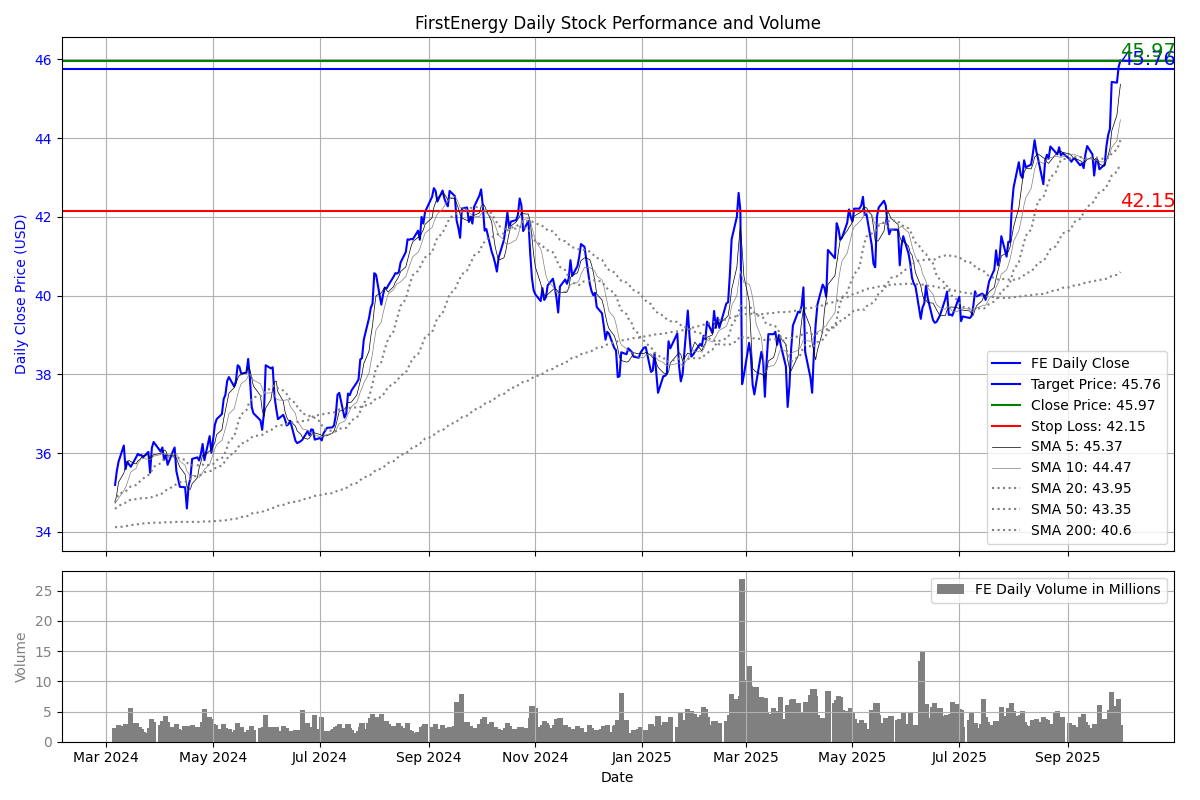 FirstEnergy Daily Stock Performance and Volume
Daily Close Price (USD)
46
44
42
40
38
36
34
45.97
45.76
42.15
FE Daily Close
Target Price: 45.76
Close Price: 45.97
Stop Loss: 42.15
SMA 5: 45.37
SMA 10: 44.47
SMA 20: 43.95
SMA 50: 43.35
SMA 200: 40.6
Volume
25
20
15
10
5
0
FE Daily Volume in Millions
Mar 2024
May 2024
Jul 2024
Sep 2024
Nov 2024
Jan 2025
Mar 2025
May 2025
Jul 2025
Sep 2025
Date